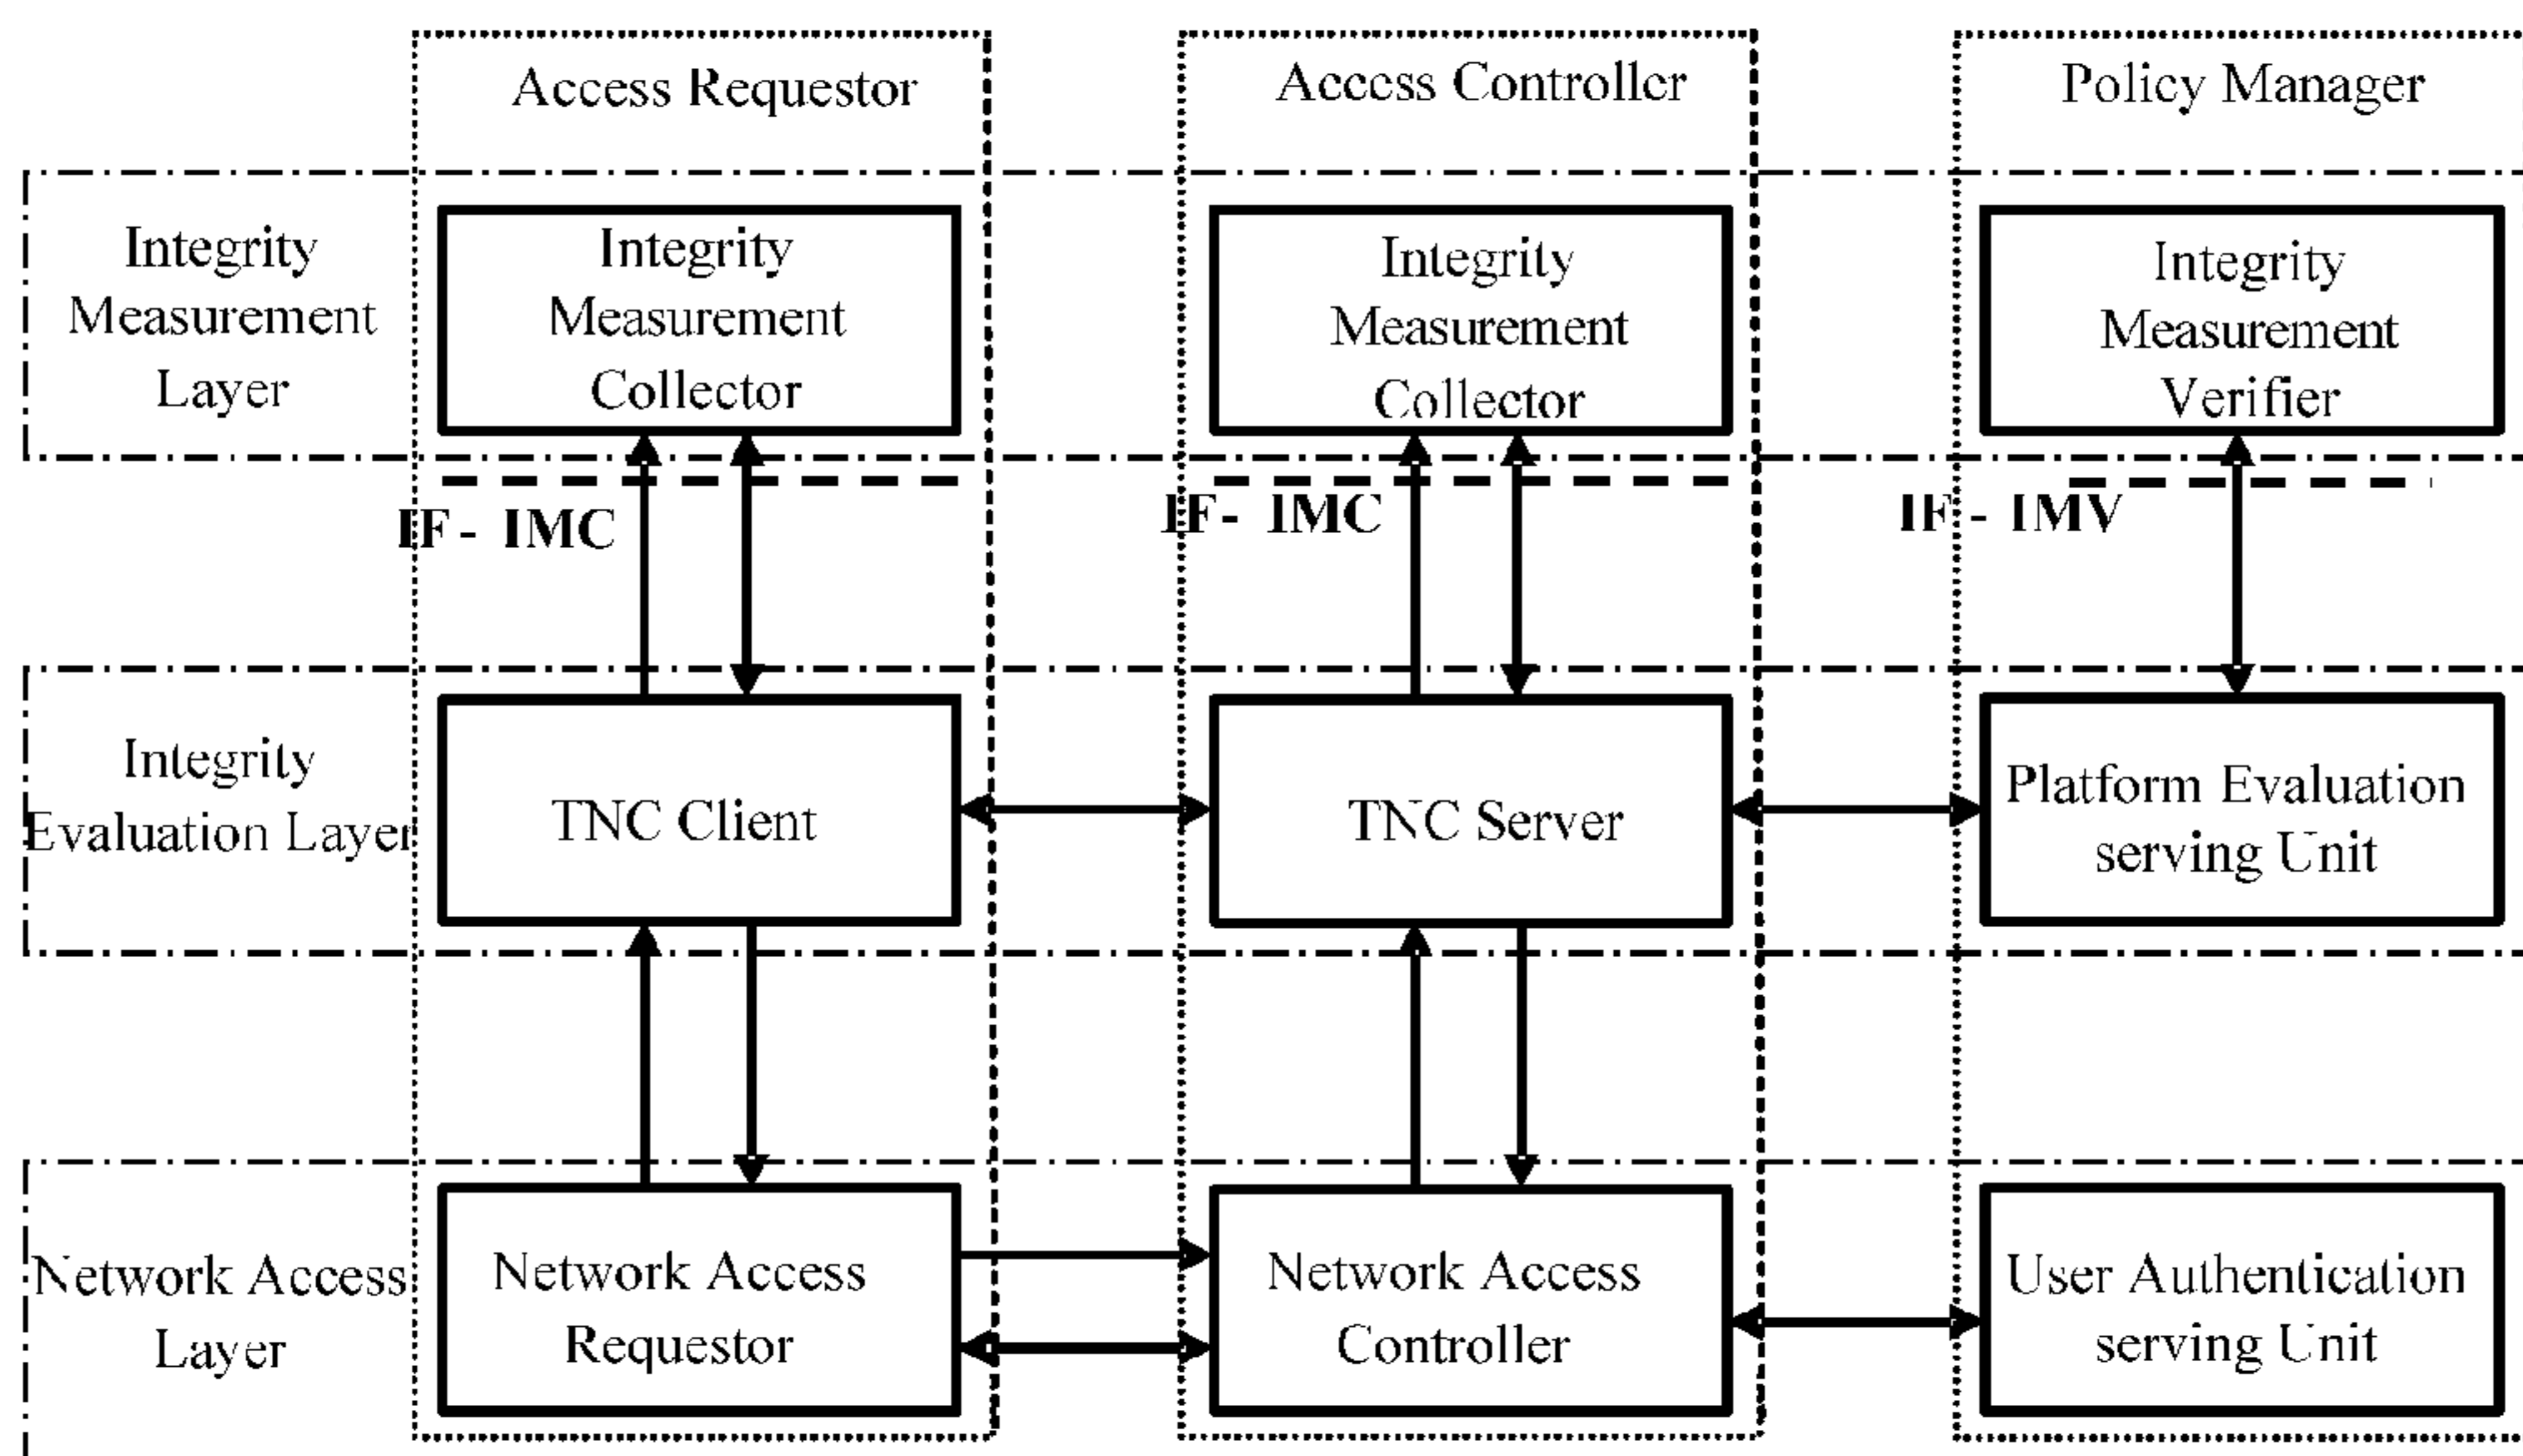 Access Requestor
Access Controller
Policy Manager
Integrity
Measurement
Layer
Integrity
Measurement
Collector
Integrity
Measurement
Collector
Integrity
Measurement
Verifier
IF - IMC
IF - IMC
IF - IMV
Integrity
Evaluation Layer
TNC Client
TNC Server
Platform Evaluation
serving Unit
Network Access
Layer
Network Access
Requestor
Network Access
Controller
User Authentication
serving Unit